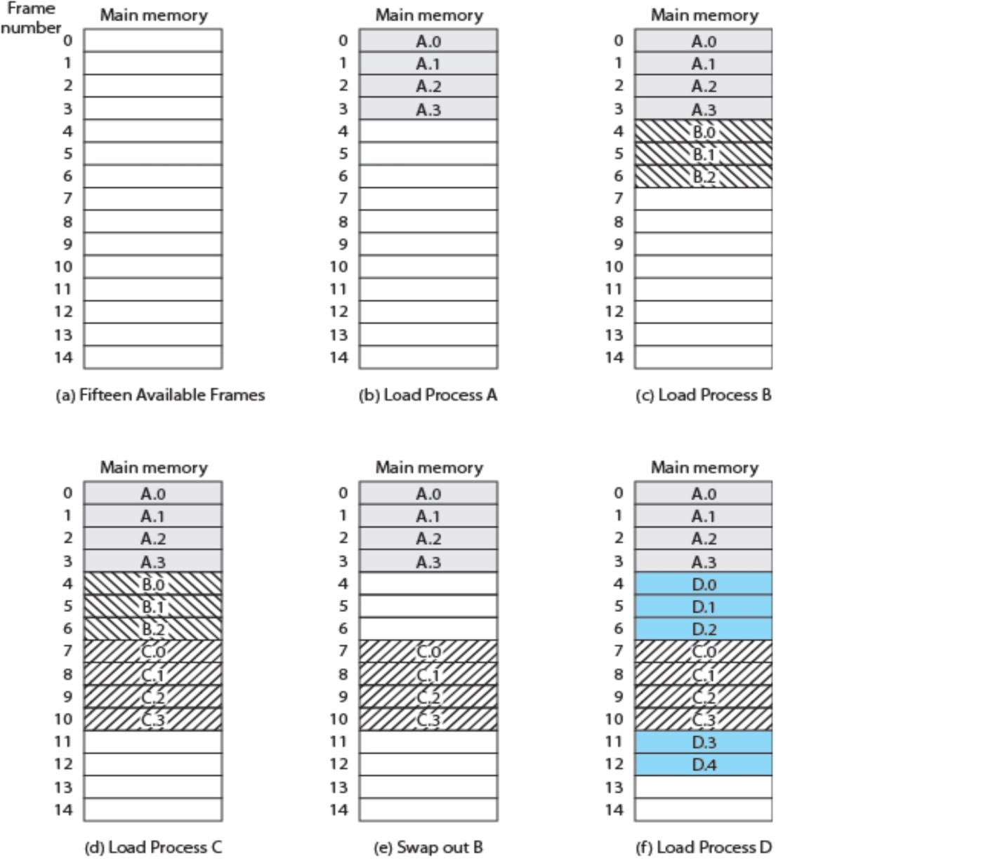 Frame
number
Main memory
0
1
2
3
4
5
6
7
8
9
10
11
12
13
14
(a) Fifteen Available Frames
Main memory
0 A.0
1 A.1
2 A.2
3 A.3
4
5
6
7
8
9
10
11
12
13
14
(b) Load Process A
Main memory
0 A.0
1 A.1
2 A.2
3 A.3
4 B.0
5 B.1
6 B.2
7
8
9
10
11
12
13
14
(c) Load Process B
Main memory
0 A.0
1 A.1
2 A.2
3 A.3
4 B.0
5 B.1
6 B.2
7 C.0
8 C.1
9 C.2
10 C.3
11
12
13
14
(d) Load Process C
Main memory
0 A.0
1 A.1
2 A.2
3 A.3
4
5
6
7 C.0
8 C.1
9 C.2
10 C.3
11
12
13
14
(e) Swap out B
Main memory
0 A.0
1 A.1
2 A.2
3 A.3
4 D.0
5 D.1
6 D.2
7 C.0
8 C.1
9 C.2
10 C.3
11 D.3
12 D.4
13
14
(f) Load Process D